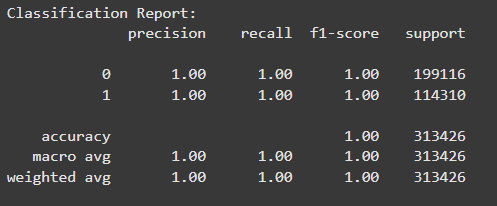 Classification Report:
precision recall f1-score support
0 1.00 1.00 1.00 199116
1 1.00 1.00 1.00 114310
accuracy 1.00 313426
macro avg 1.00 1.00 1.00 313426
weighted avg 1.00 1.00 1.00 313426